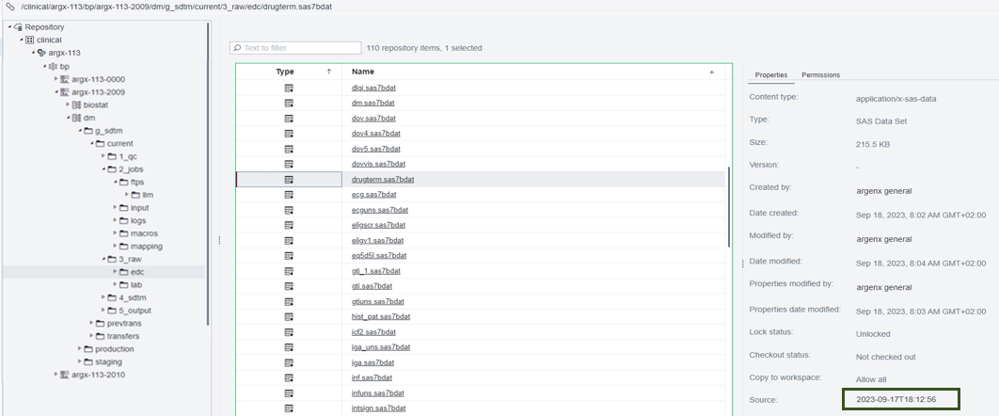 /clinical/argx-113/bp/argx-113-2009/dm/g_sdtm/current/3_raw/edc/drugterm.sas7bdat
Repository
clinical
argx-113
bp
argx-113-0000
argx-113-2009
biostat
dm
g_sdtm
current
1_qc
2_jobs
ftps
llm
input
logs
macros
mapping
3_raw
edc
lab
4_sdtm
5_output
prevtrans
transfers
production
staging
argx-113-2010
Text to filter
110 repository items, 1 selected
Type
Name
dlqi.sas7bdat
dm.sas7bdat
dov.sas7bdat
dov4.sas7bdat
dov5.sas7bdat
dovvis.sas7bdat
drugterm.sas7bdat
ecg.sas7bdat
ecguns.sas7bdat
eligscr.sas7bdat
eligv1.sas7bdat
eq5d5l.sas7bdat
gti_1.sas7bdat
gti.sas7bdat
gtiuns.sas7bdat
hist_pat.sas7bdat
icf2.sas7bdat
iga_uns.sas7bdat
iga.sas7bdat
inf.sas7bdat
infuns.sas7bdat
intsign.sas7bdat
Properties
Permissions
Content type: application/x-sas-data
Type: SAS Data Set
Size: 215.5 KB
Version: -
Created by: argenx general
Date created: Sep 18, 2023, 8:02 AM GMT+02:00
Modified by: argenx general
Date modified: Sep 18, 2023, 8:04 AM GMT+02:00
Properties modified by: argenx general
Properties date modified: Sep 18, 2023, 8:03 AM GMT+02:00
Lock status: Unlocked
Checkout status: Not checked out
Copy to workspace: Allow all
Source: 2023-09-17T18:12:56